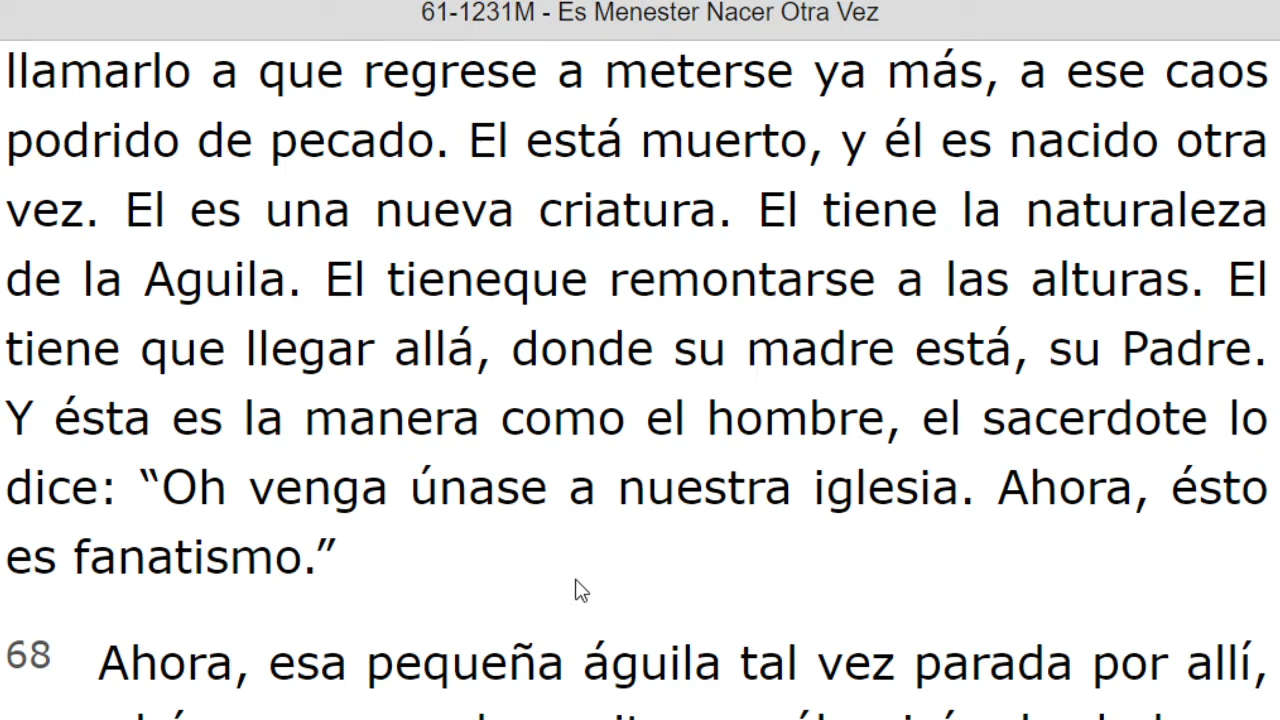 61-1231M - Es Menester Nacer Otra Vez
llamarlo a que regrese a meterse ya más, a ese caos
podrido de pecado. El está muerto, y él es nacido otra
vez. El es una nueva criatura. El tiene la naturaleza
de la Aguila. El tieneque remontarse a las alturas. El
tiene que llegar allá, donde su madre está, su Padre.
Y ésta es la manera como el hombre, el sacerdote lo
dice: “Oh venga únase a nuestra iglesia. Ahora, ésto
es fanatismo.”
68 Ahora, esa pequeña águila tal vez parada por allí,